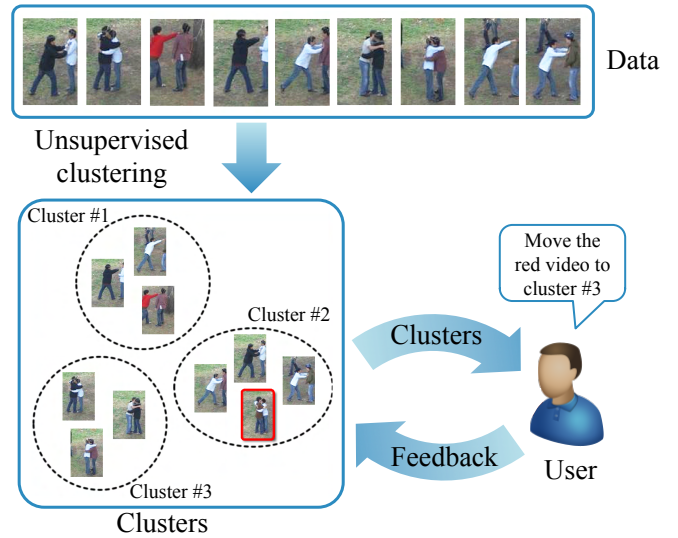 Data
Unsupervised
clustering
Cluster #1
Cluster #2
Cluster #3
Clusters
Clusters
Feedback
Move the
red video to
cluster #3
User